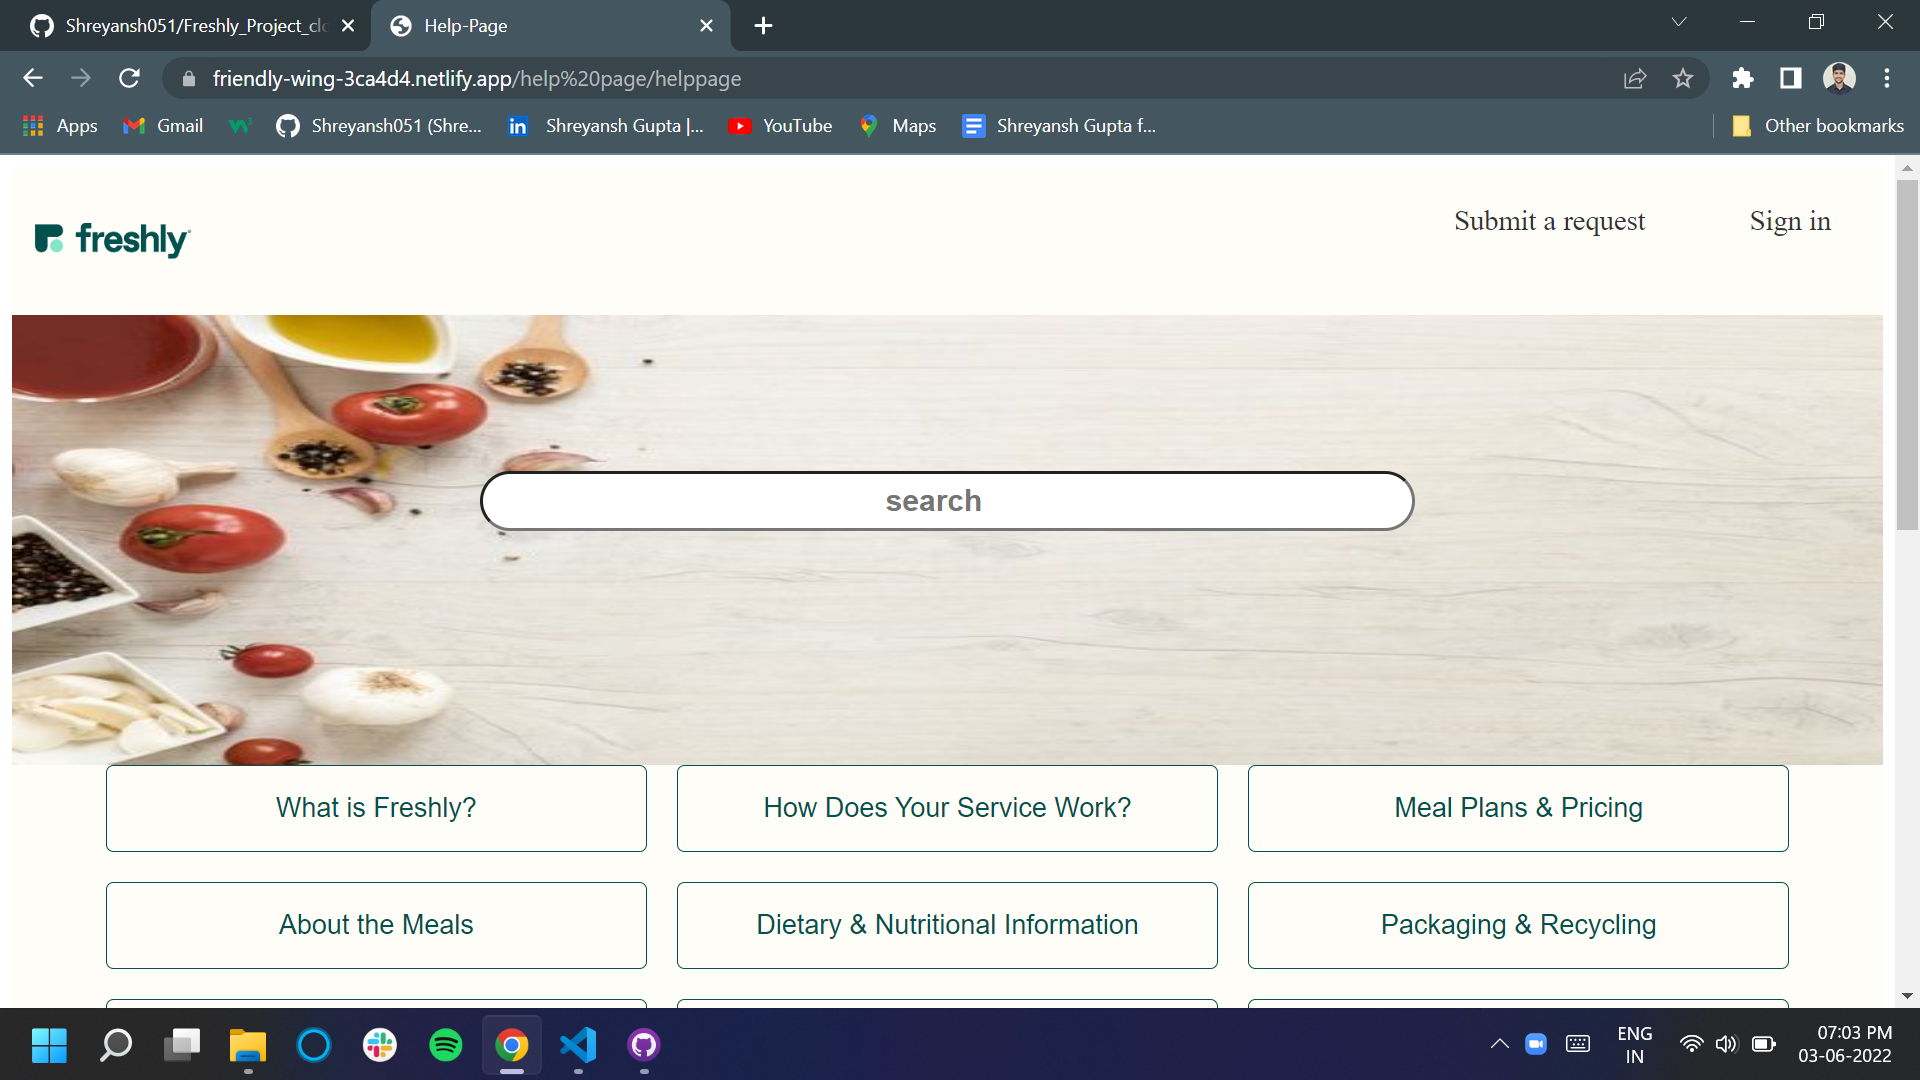 Shreyansh051/Freshly_Project_clo
Help-Page
friendly-wing-3ca4d4.netlify.app/help%20page/helppage
Apps
Gmail
Shreyansh051 (Shre...
Shreyansh Gupta |...
YouTube
Maps
Shreyansh Gupta f...
Other bookmarks
freshly
Submit a request
Sign in
search
What is Freshly?
How Does Your Service Work?
Meal Plans & Pricing
About the Meals
Dietary & Nutritional Information
Packaging & Recycling
ENG
IN
07:03 PM
03-06-2022